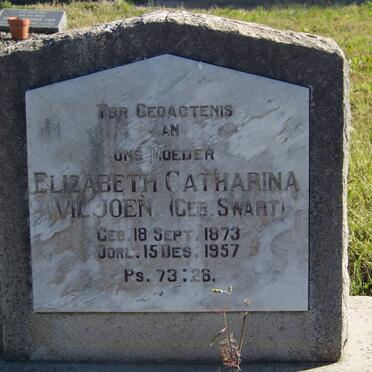 TER GEDAGTENIS
AAN
ONS MOEDER
ELIZABETH CATHARINA
VILJOEN (GEB. SWART)
GEB. 18 SEPT. 1873
OORL. 15 DES. 1957
PS. 73:26.